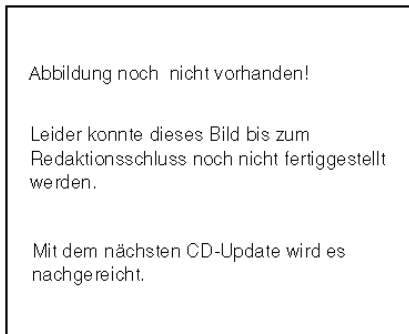 Abbildung noch nicht vorhanden!
Leider konnte dieses Bild bis zum
Redaktionsschluss noch nicht fertiggestellt
werden.
Mit dem nächsten CD-Update wird es
nachgereicht.